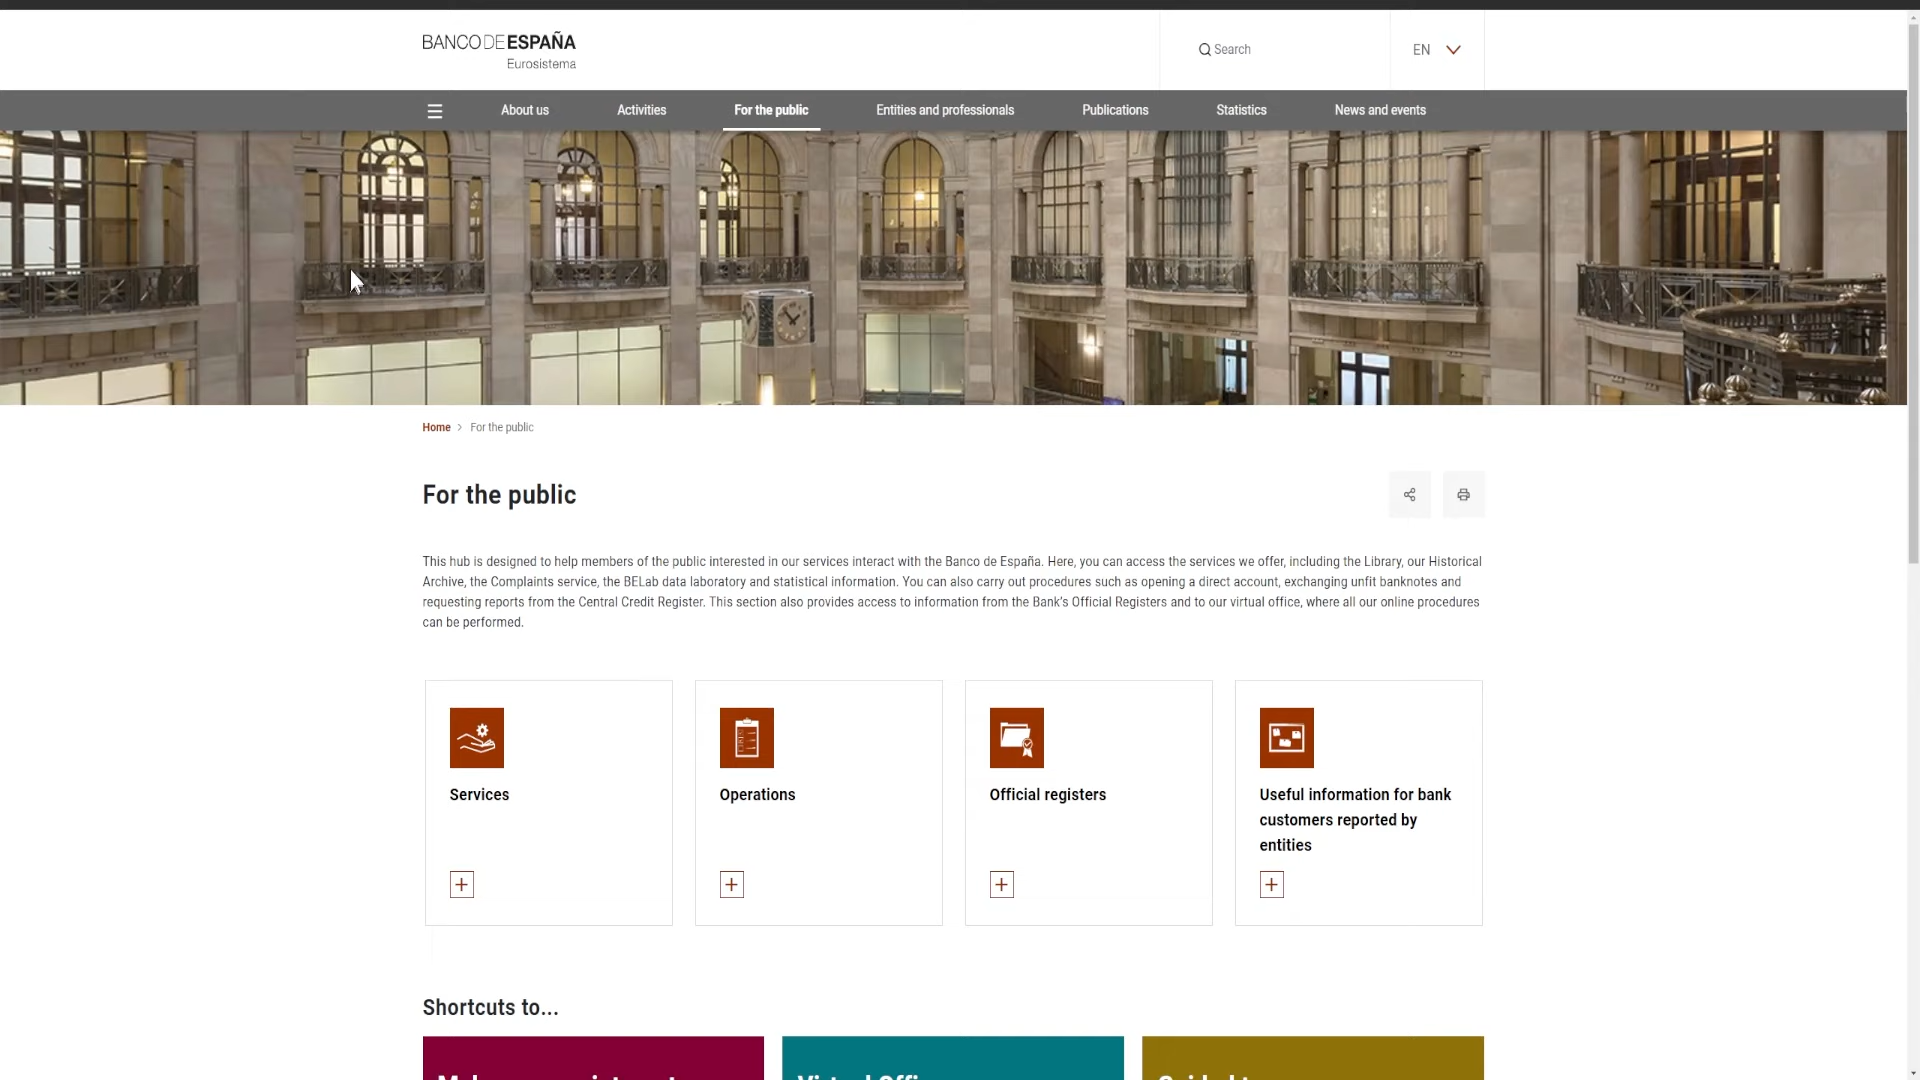 BANCO DE ESPAÑA
Eurosistema
Search
EN
About us
Activities
For the public
Entities and professionals
Publications
Statistics
News and events
Home > For the public
For the public
This hub is designed to help members of the public interested in our services interact with the Banco de España. Here, you can access the services we offer, including the Library, our Historical
Archive, the Complaints service, the BELab data laboratory and statistical information. You can also carry out procedures such as opening a direct account, exchanging unfit banknotes and
requesting reports from the Central Credit Register. This section also provides access to information from the Bank's Official Registers and to our virtual office, where all our online procedures
can be performed.
Services
Operations
Official registers
Useful information for bank
customers reported by
entities
Shortcuts to...